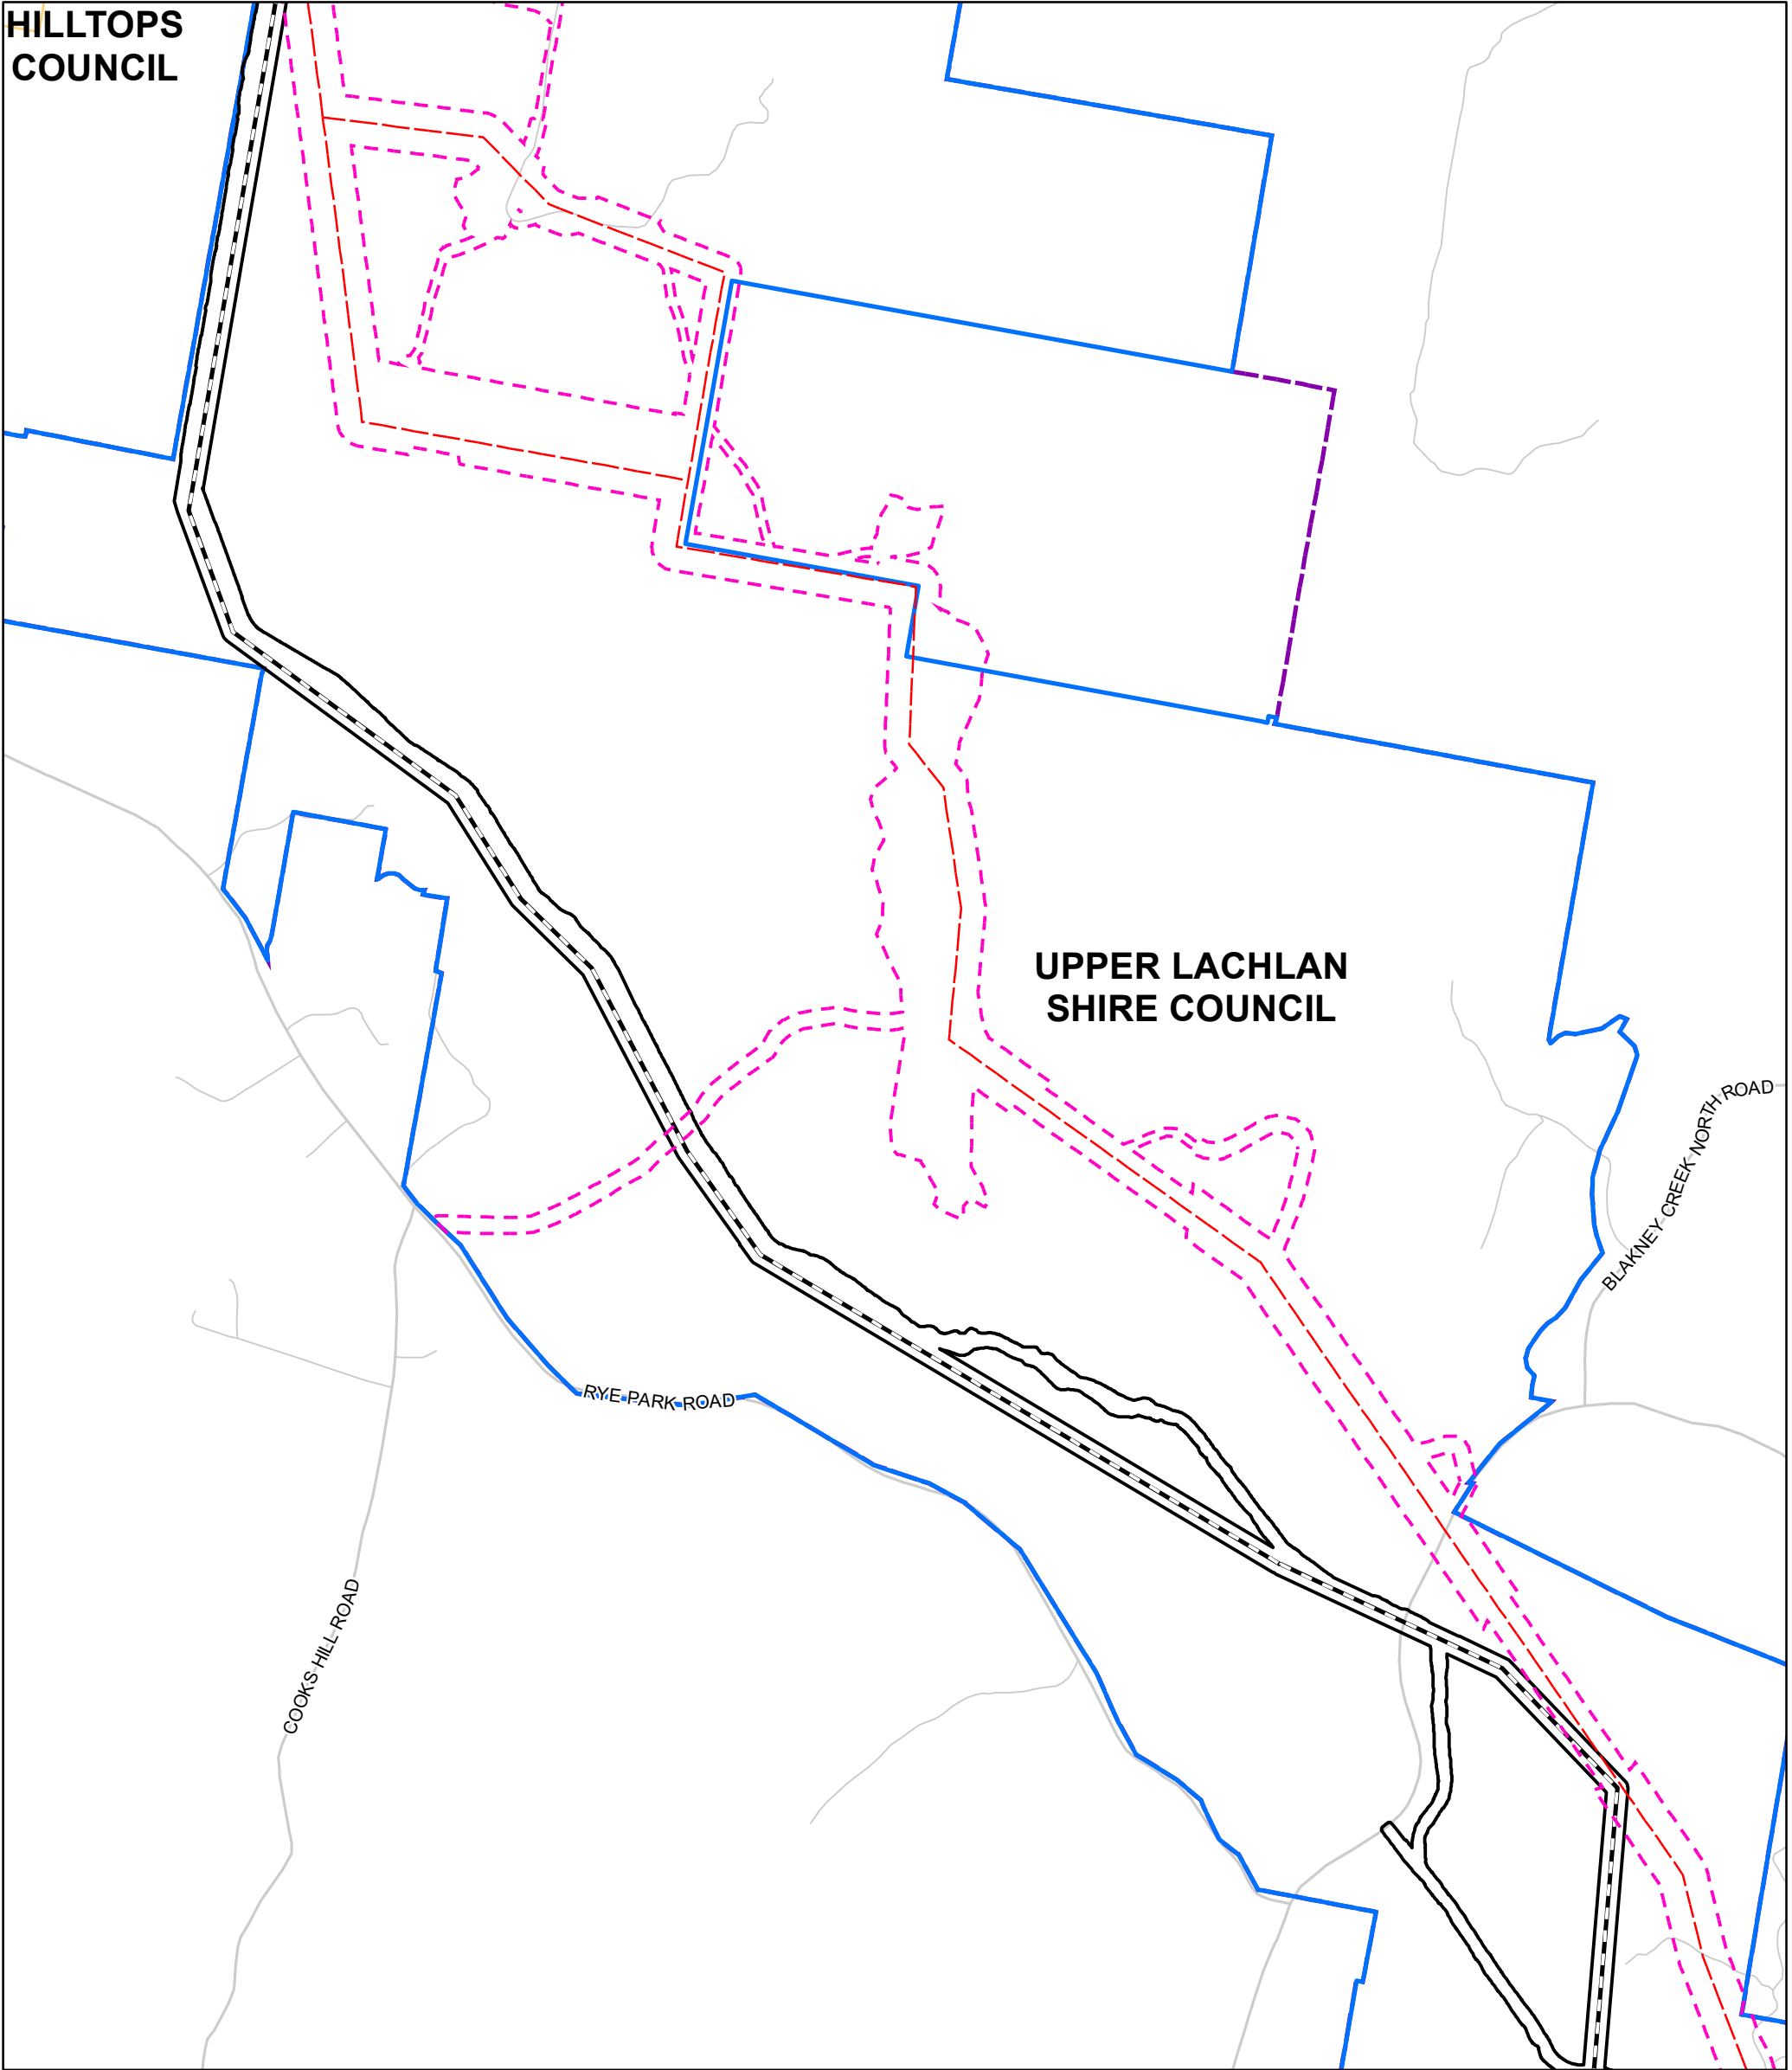 HILLTOPS
COUNCIL
UPPER LACHLAN
SHIRE COUNCIL
BLAKNEY CREEK NORTH ROAD
RYE PARK ROAD
COOKS HILL ROAD